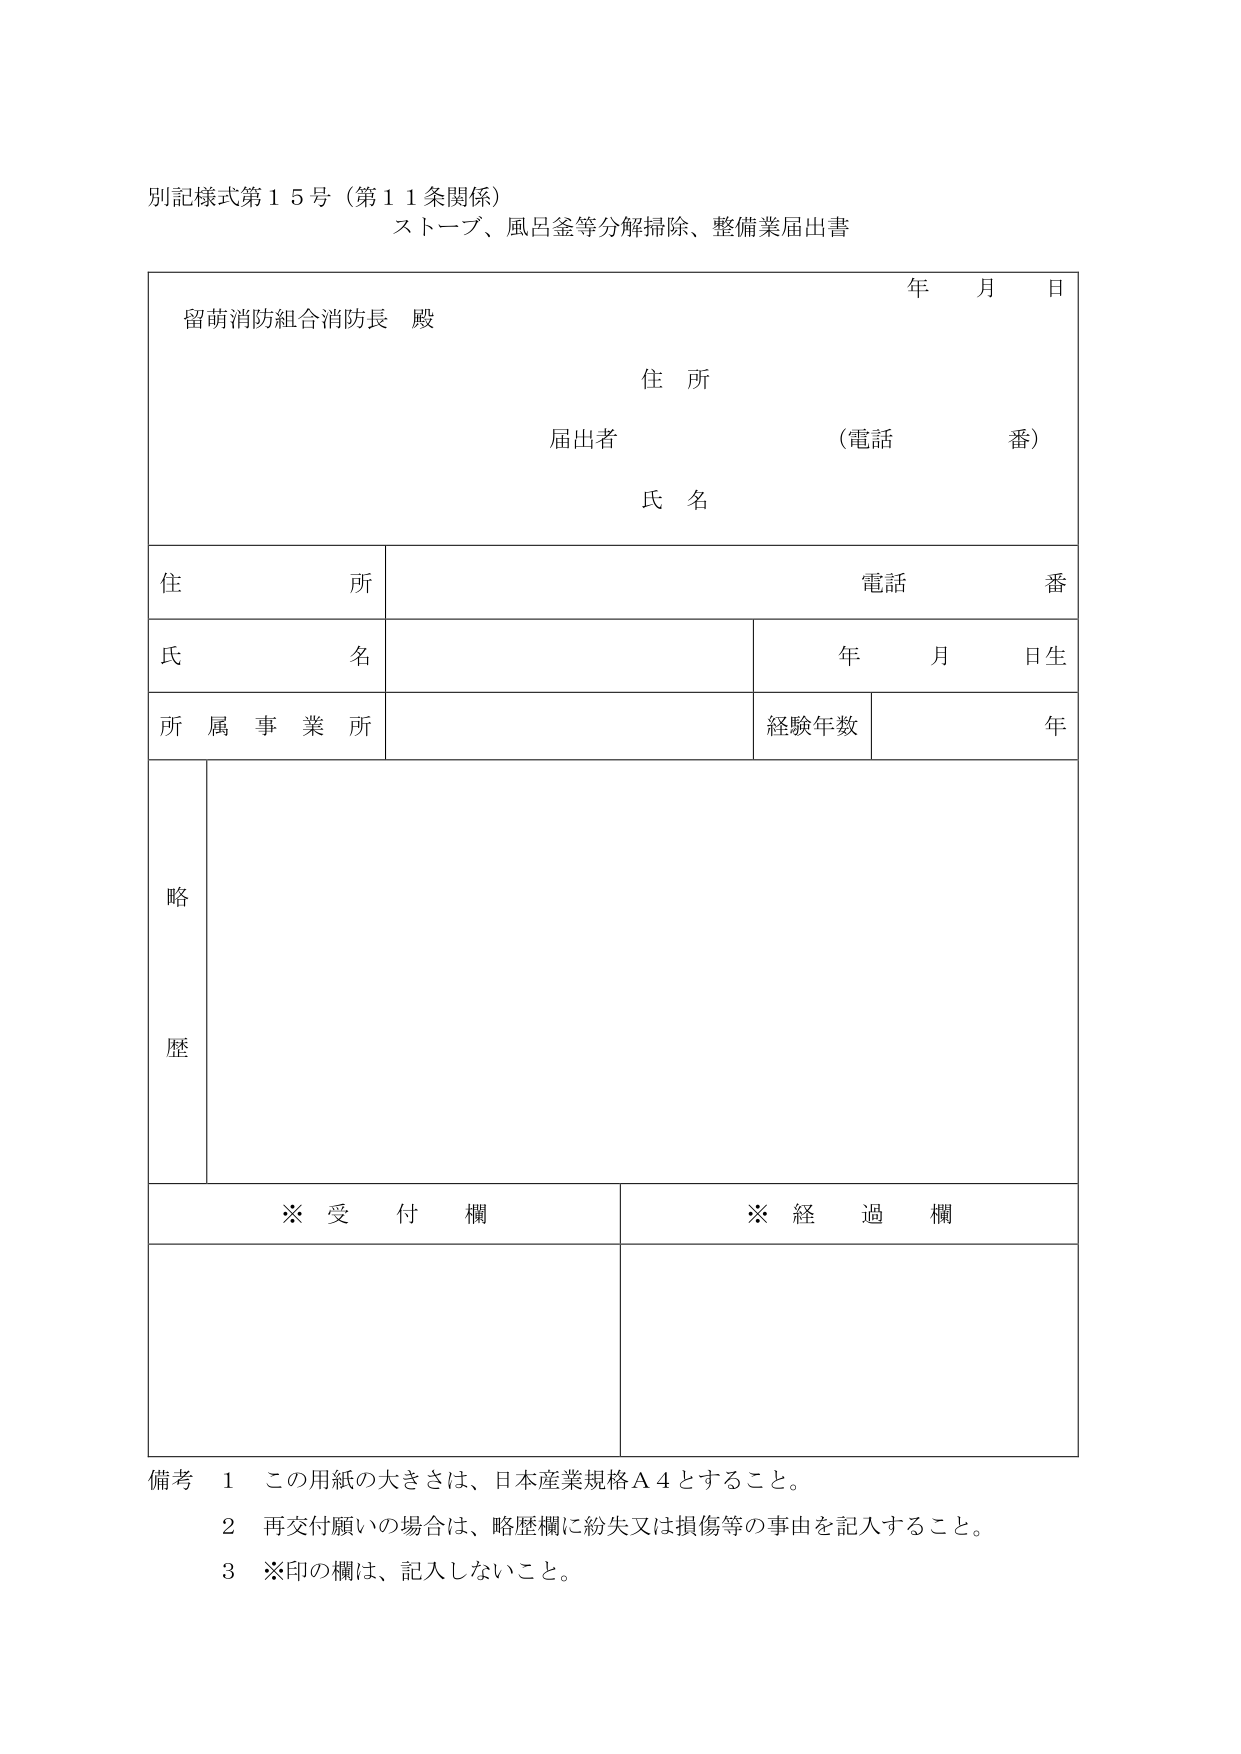 別記様式第１５号（第１１条関係）
ストーブ、風呂釜等分解掃除、整備業届出書
年　　月　　日
留萌消防組合消防長　殿
住　所
届出者　　　　　　　　　（電話　　　　　番）
氏　名
住　　　　　　　所　　　　　　　　　　電話　　　　　　番
氏　　　　　　　名　　　　　　　　　　年　　　月　　　日生
所　属　事　業　所　　　　　　　　　　経験年数　　　　　　　　年
略
歴
※　受　　付　　欄　　　　　　　　　　※　経　　過　　欄
備考　１　この用紙の大きさは、日本産業規格Ａ４とすること。
２　再交付願いの場合は、略歴欄に紛失又は損傷等の事由を記入すること。
３　※印の欄は、記入しないこと。